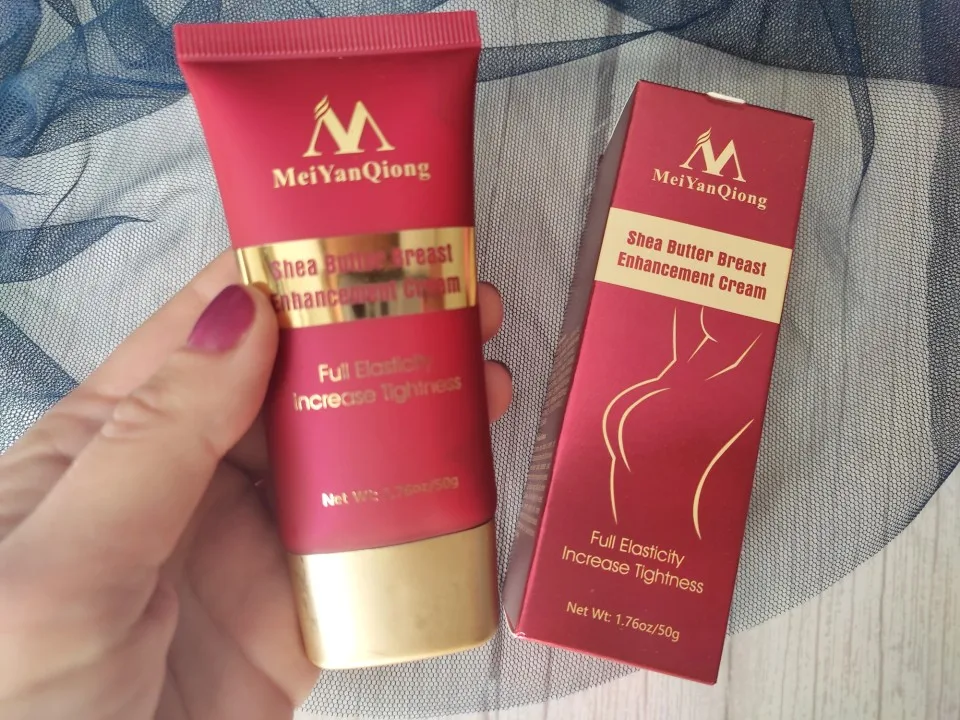 MeiYanQiong
Shea Butter Breast
Enhancement Cream
Full Elasticity
Increase Tightness
Net Wt: 1.76oz/50g
MeiYanQiong
Shea Butter Breast
Enhancement Cream
Full Elasticity
Increase Tightness
Net Wt: 1.76oz/50g